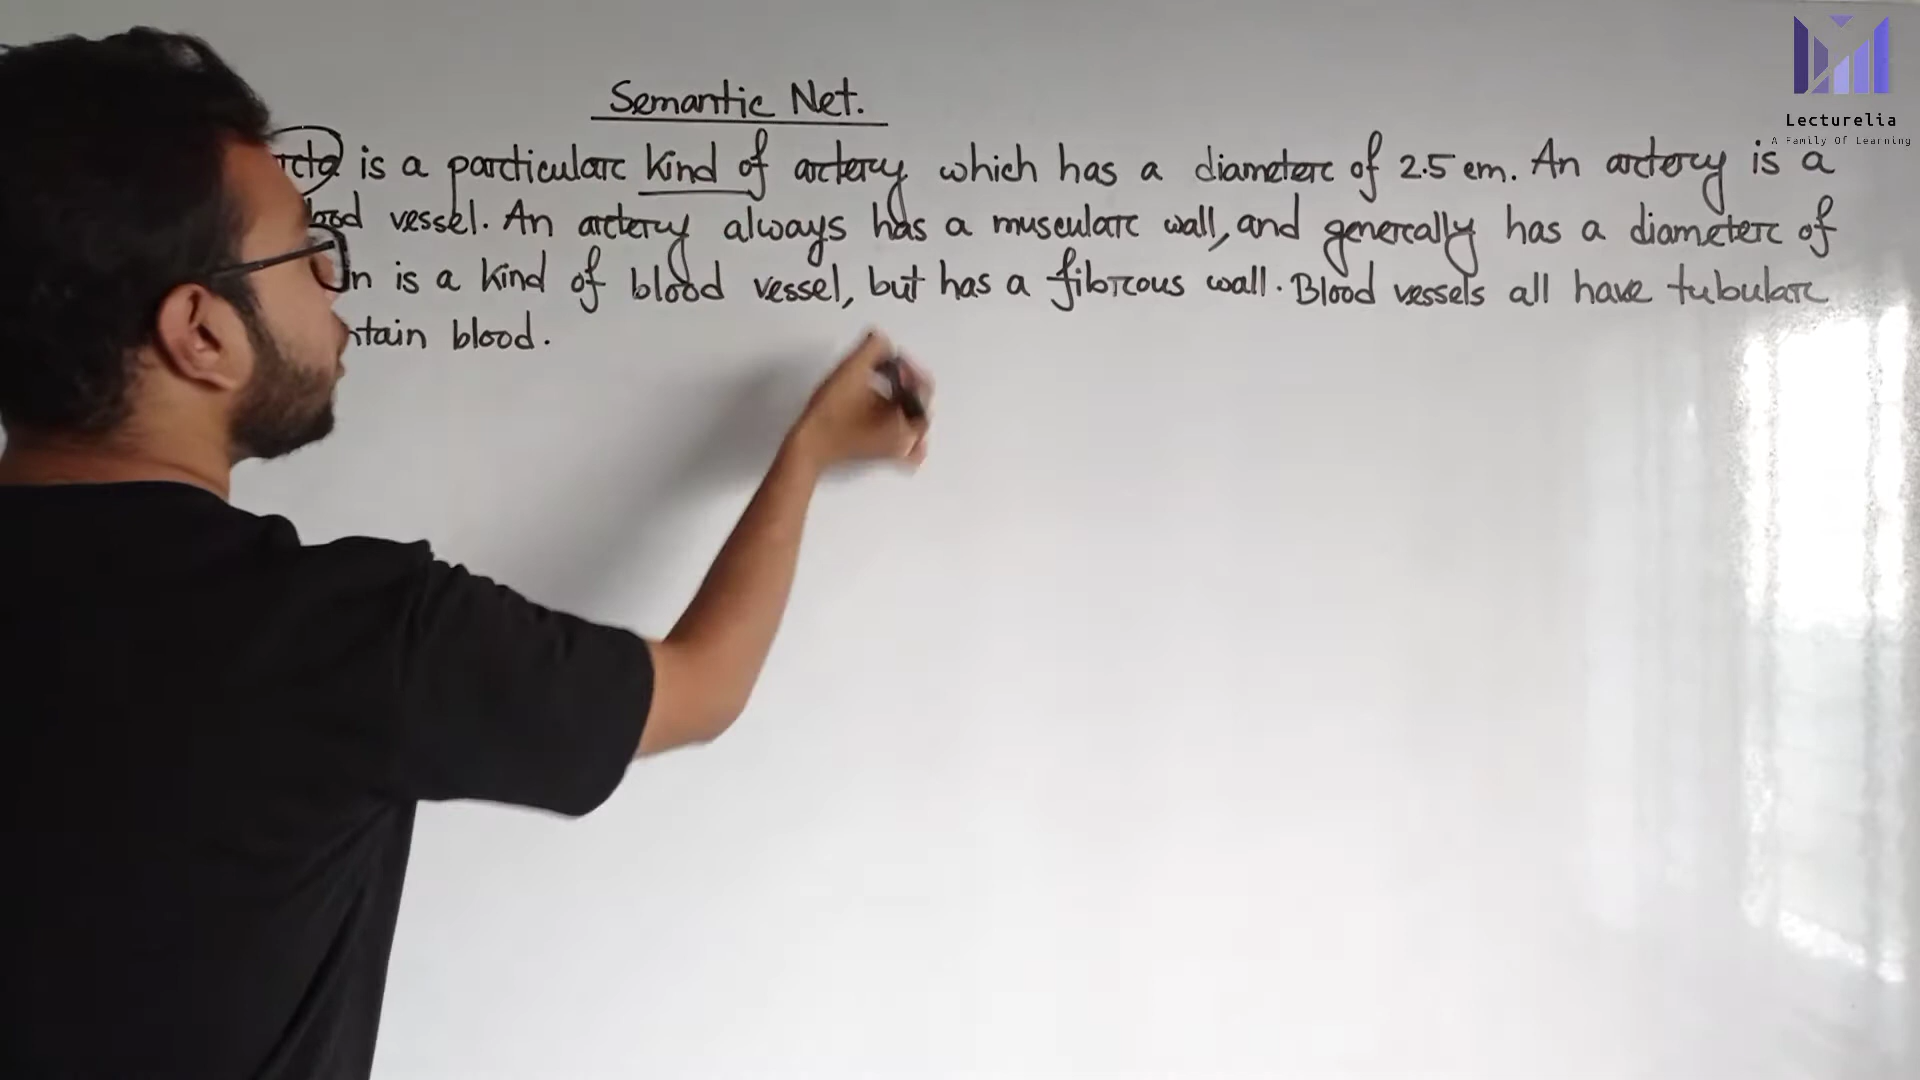 Semantic Net.
is a particular kind of artery which has a diameter of 2.5 cm. An artery is a
vessel. An artery always has a muscular wall, and generally has a diameter of
is a kind of blood vessel, but has a fibrous wall. Blood vessels all have tubular
blood.
Lecturelia
A Family Of Learning